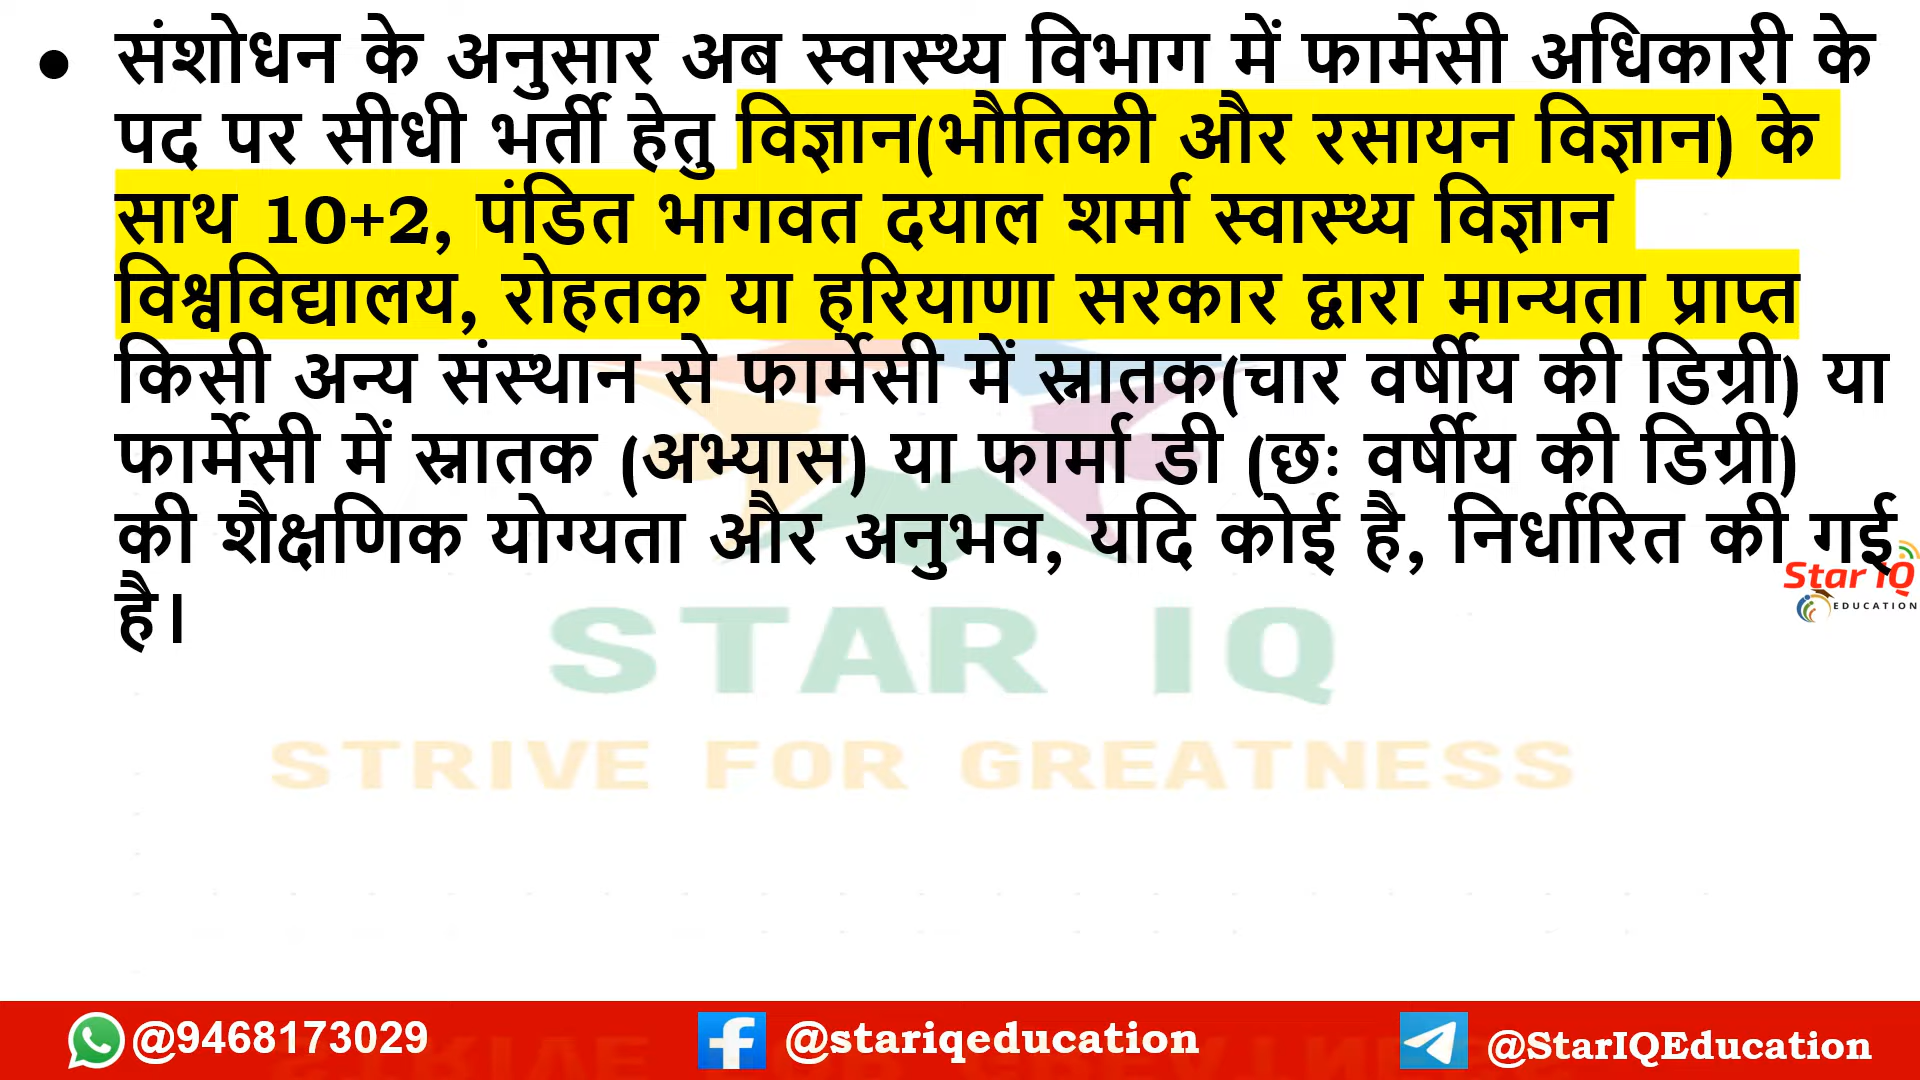 • संशोधन के अनुसार अब स्वास्थ्य विभाग में फार्मेसी अधिकारी के
पद पर सीधी भर्ती हेतु विज्ञान(भौतिकी और रसायन विज्ञान) के
साथ 10+2, पंडित भागवत दयाल शर्मा स्वास्थ्य विज्ञान
विश्वविद्यालय, रोहतक या हरियाणा सरकार द्वारा मान्यता प्राप्त
किसी अन्य संस्थान से फार्मेसी में स्नातक(चार वर्षीय की डिग्री) या
फार्मेसी में स्नातक (अभ्यास) या फार्मा डी (छः वर्षीय की डिग्री)
की शैक्षणिक योग्यता और अनुभव, यदि कोई है, निर्धारित की गई
है।
Star IQ
EDUCATION
STAR IQ
STRIVE FOR GREATNESS
@9468173029 @stariqeducation @StarIQEducation